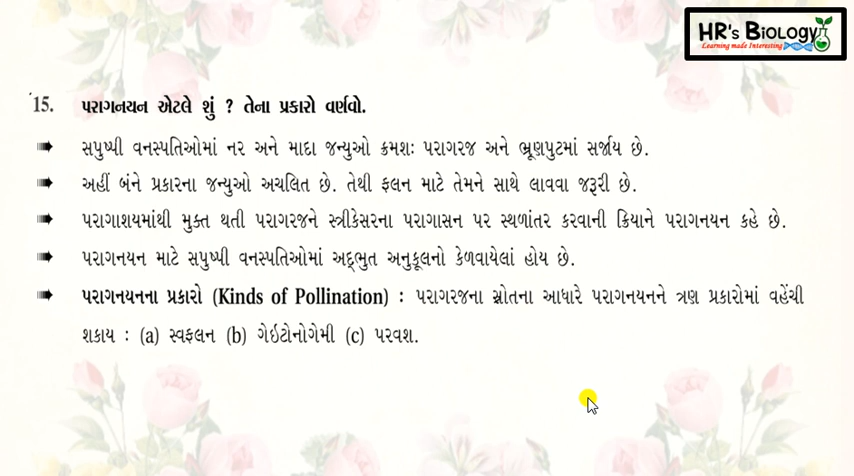 HR's Biology
Learning made Interesting
15. પરાગનયન એટલે શું ? તેના પ્રકારો વર્ણવો.
➠ સપુષ્પી વનસ્પતિઓમાં નર અને માદા જન્યુઓ ક્રમશઃ પરાગરજ અને ભ્રૂણપુટમાં સર્જાય છે.
➠ અહીં બંને પ્રકારના જન્યુઓ અચલિત છે. તેથી ફલન માટે તેમને સાથે લાવવા જરૂરી છે.
➠ પરાગાશયમાંથી મુક્ત થતી પરાગરજને સ્ત્રીકેસરના પરાગાસન પર સ્થળાંતર કરવાની ક્રિયાને પરાગનયન કહે છે.
➠ પરાગનયન માટે સપુષ્પી વનસ્પતિઓમાં અદ્ભુત અનુકૂલનો કેળવાયેલાં હોય છે.
➠ પરાગનયનના પ્રકારો (Kinds of Pollination) : પરાગરજના સ્રોતના આધારે પરાગનયનને ત્રણ પ્રકારોમાં વહેંચી
શકાય : (a) સ્વફલન (b) ગેઇટોનોગેમી (c) પરવશ.